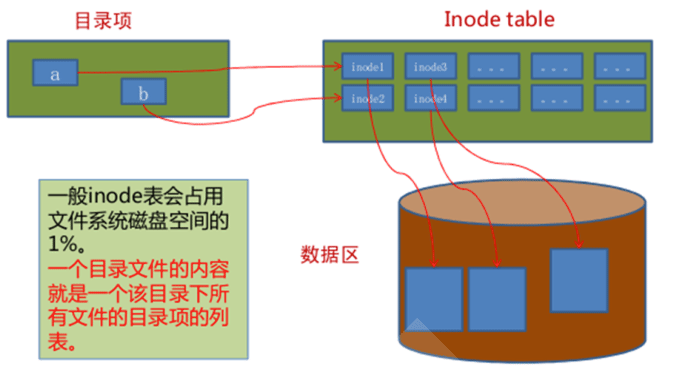 目录项
Inode table
a
b
inode1
inode3
...
...
...
inode2
inode4
...
...
...
一般inode表会占用
文件系统磁盘空间的
1%。
一个目录文件的内容
就是一个该目录下所
有文件的目录项的列
表。
数据区